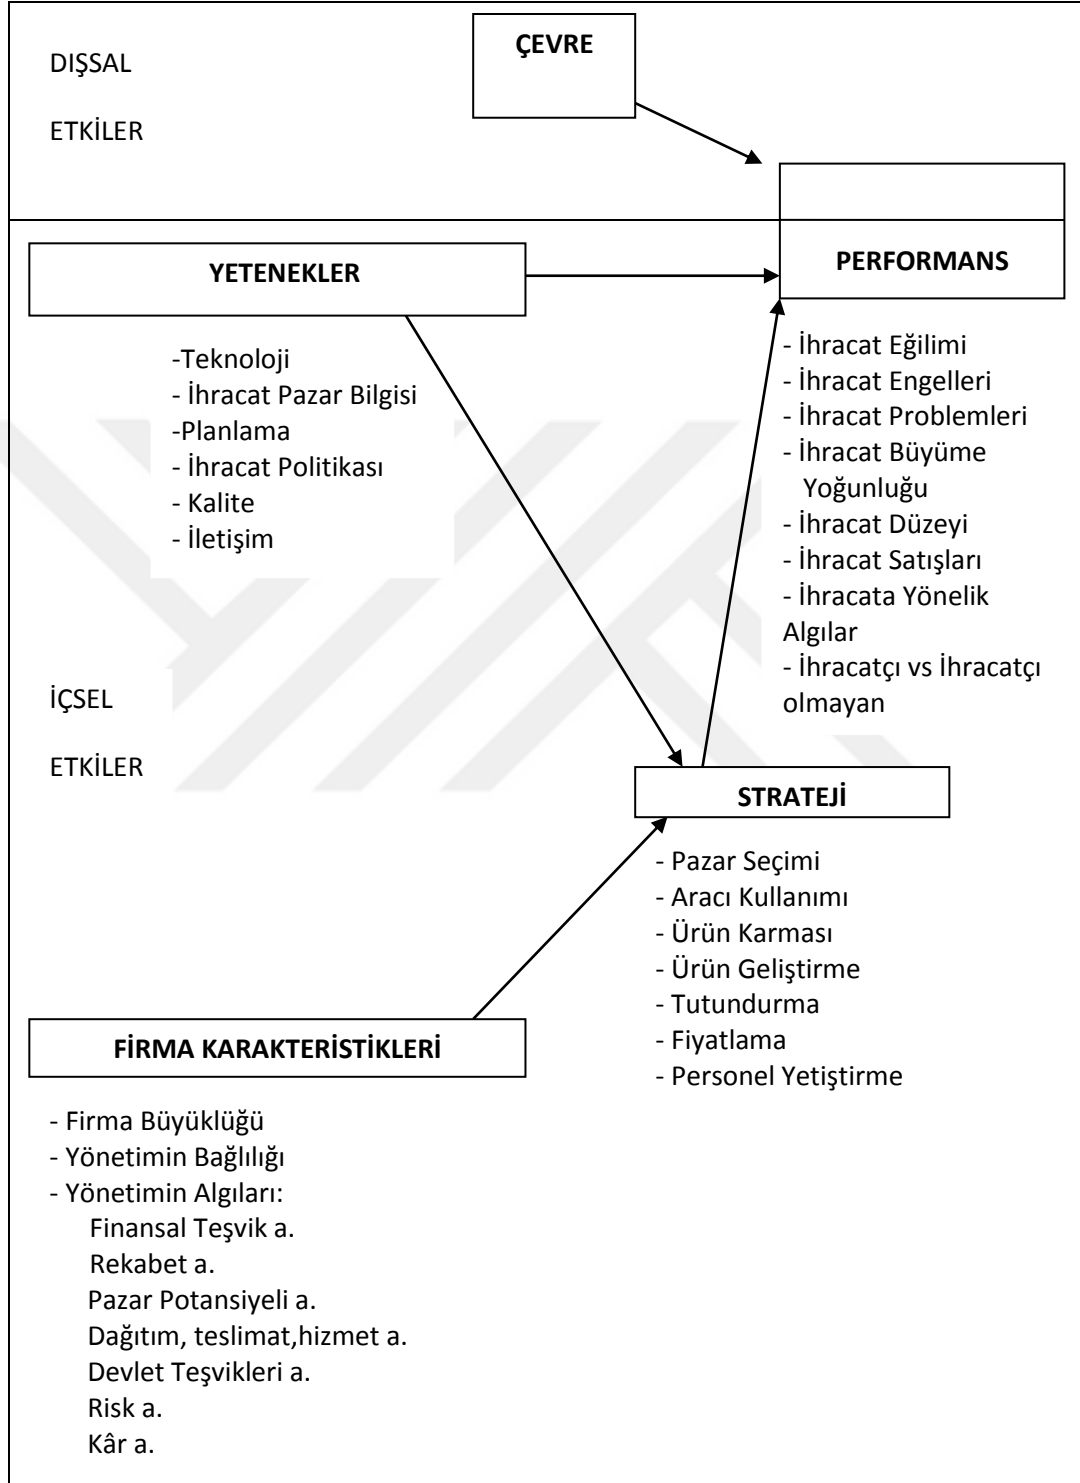 DIŞSAL
ETKİLER
ÇEVRE
YETENEKLER
PERFORMANS
-Teknoloji
- İhracat Pazar Bilgisi
-Planlama
- İhracat Politikası
- Kalite
- İletişim
- İhracat Eğilimi
- İhracat Engelleri
- İhracat Problemleri
- İhracat Büyüme
Yoğunluğu
- İhracat Düzeyi
- İhracat Satışları
- İhracata Yönelik
Algılar
- İhracatçı vs İhracatçı
olmayan
İÇSEL
ETKİLER
STRATEJİ
- Pazar Seçimi
- Aracı Kullanımı
- Ürün Karması
- Ürün Geliştirme
- Tutundurma
- Fiyatlama
- Personel Yetiştirme
FİRMA KARAKTERİSTİKLERİ
- Firma Büyüklüğü
- Yönetimin Bağlılığı
- Yönetimin Algıları:
Finansal Teşvik a.
Rekabet a.
Pazar Potansiyeli a.
Dağıtım, teslimat,hizmet a.
Devlet Teşvikleri a.
Risk a.
Kâr a.